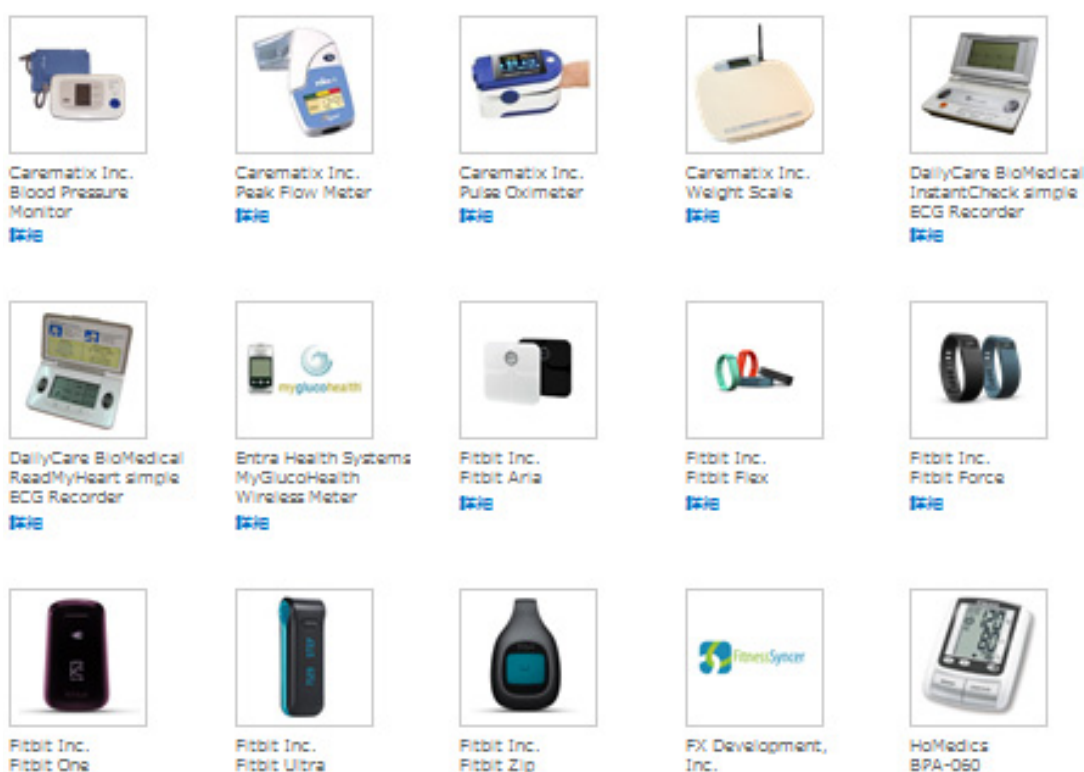 Carematix Inc.
Blood Pressure
Monitor
詳細
Carematix Inc.
Peak Flow Meter
詳細
Carematix Inc.
Pulse Oximeter
詳細
Carematix Inc.
Weight Scale
詳細
DailyCare BioMedical
InstantCheck simple
ECG Recorder
詳細
myglucohealth
DailyCare BioMedical
ReadMyHeart simple
ECG Recorder
詳細
Entra Health Systems
MyGlucoHealth
Wireless Meter
詳細
Fitbit Inc.
Fitbit Aria
詳細
Fitbit Inc.
Fitbit Flex
詳細
Fitbit Inc.
Fitbit Force
詳細
STEP
FitnessSyncer
Fitbit Inc.
Fitbit One
Fitbit Inc.
Fitbit Ultra
Fitbit Inc.
Fitbit Zip
FX Development,
Inc.
HoMedics
BPA-060